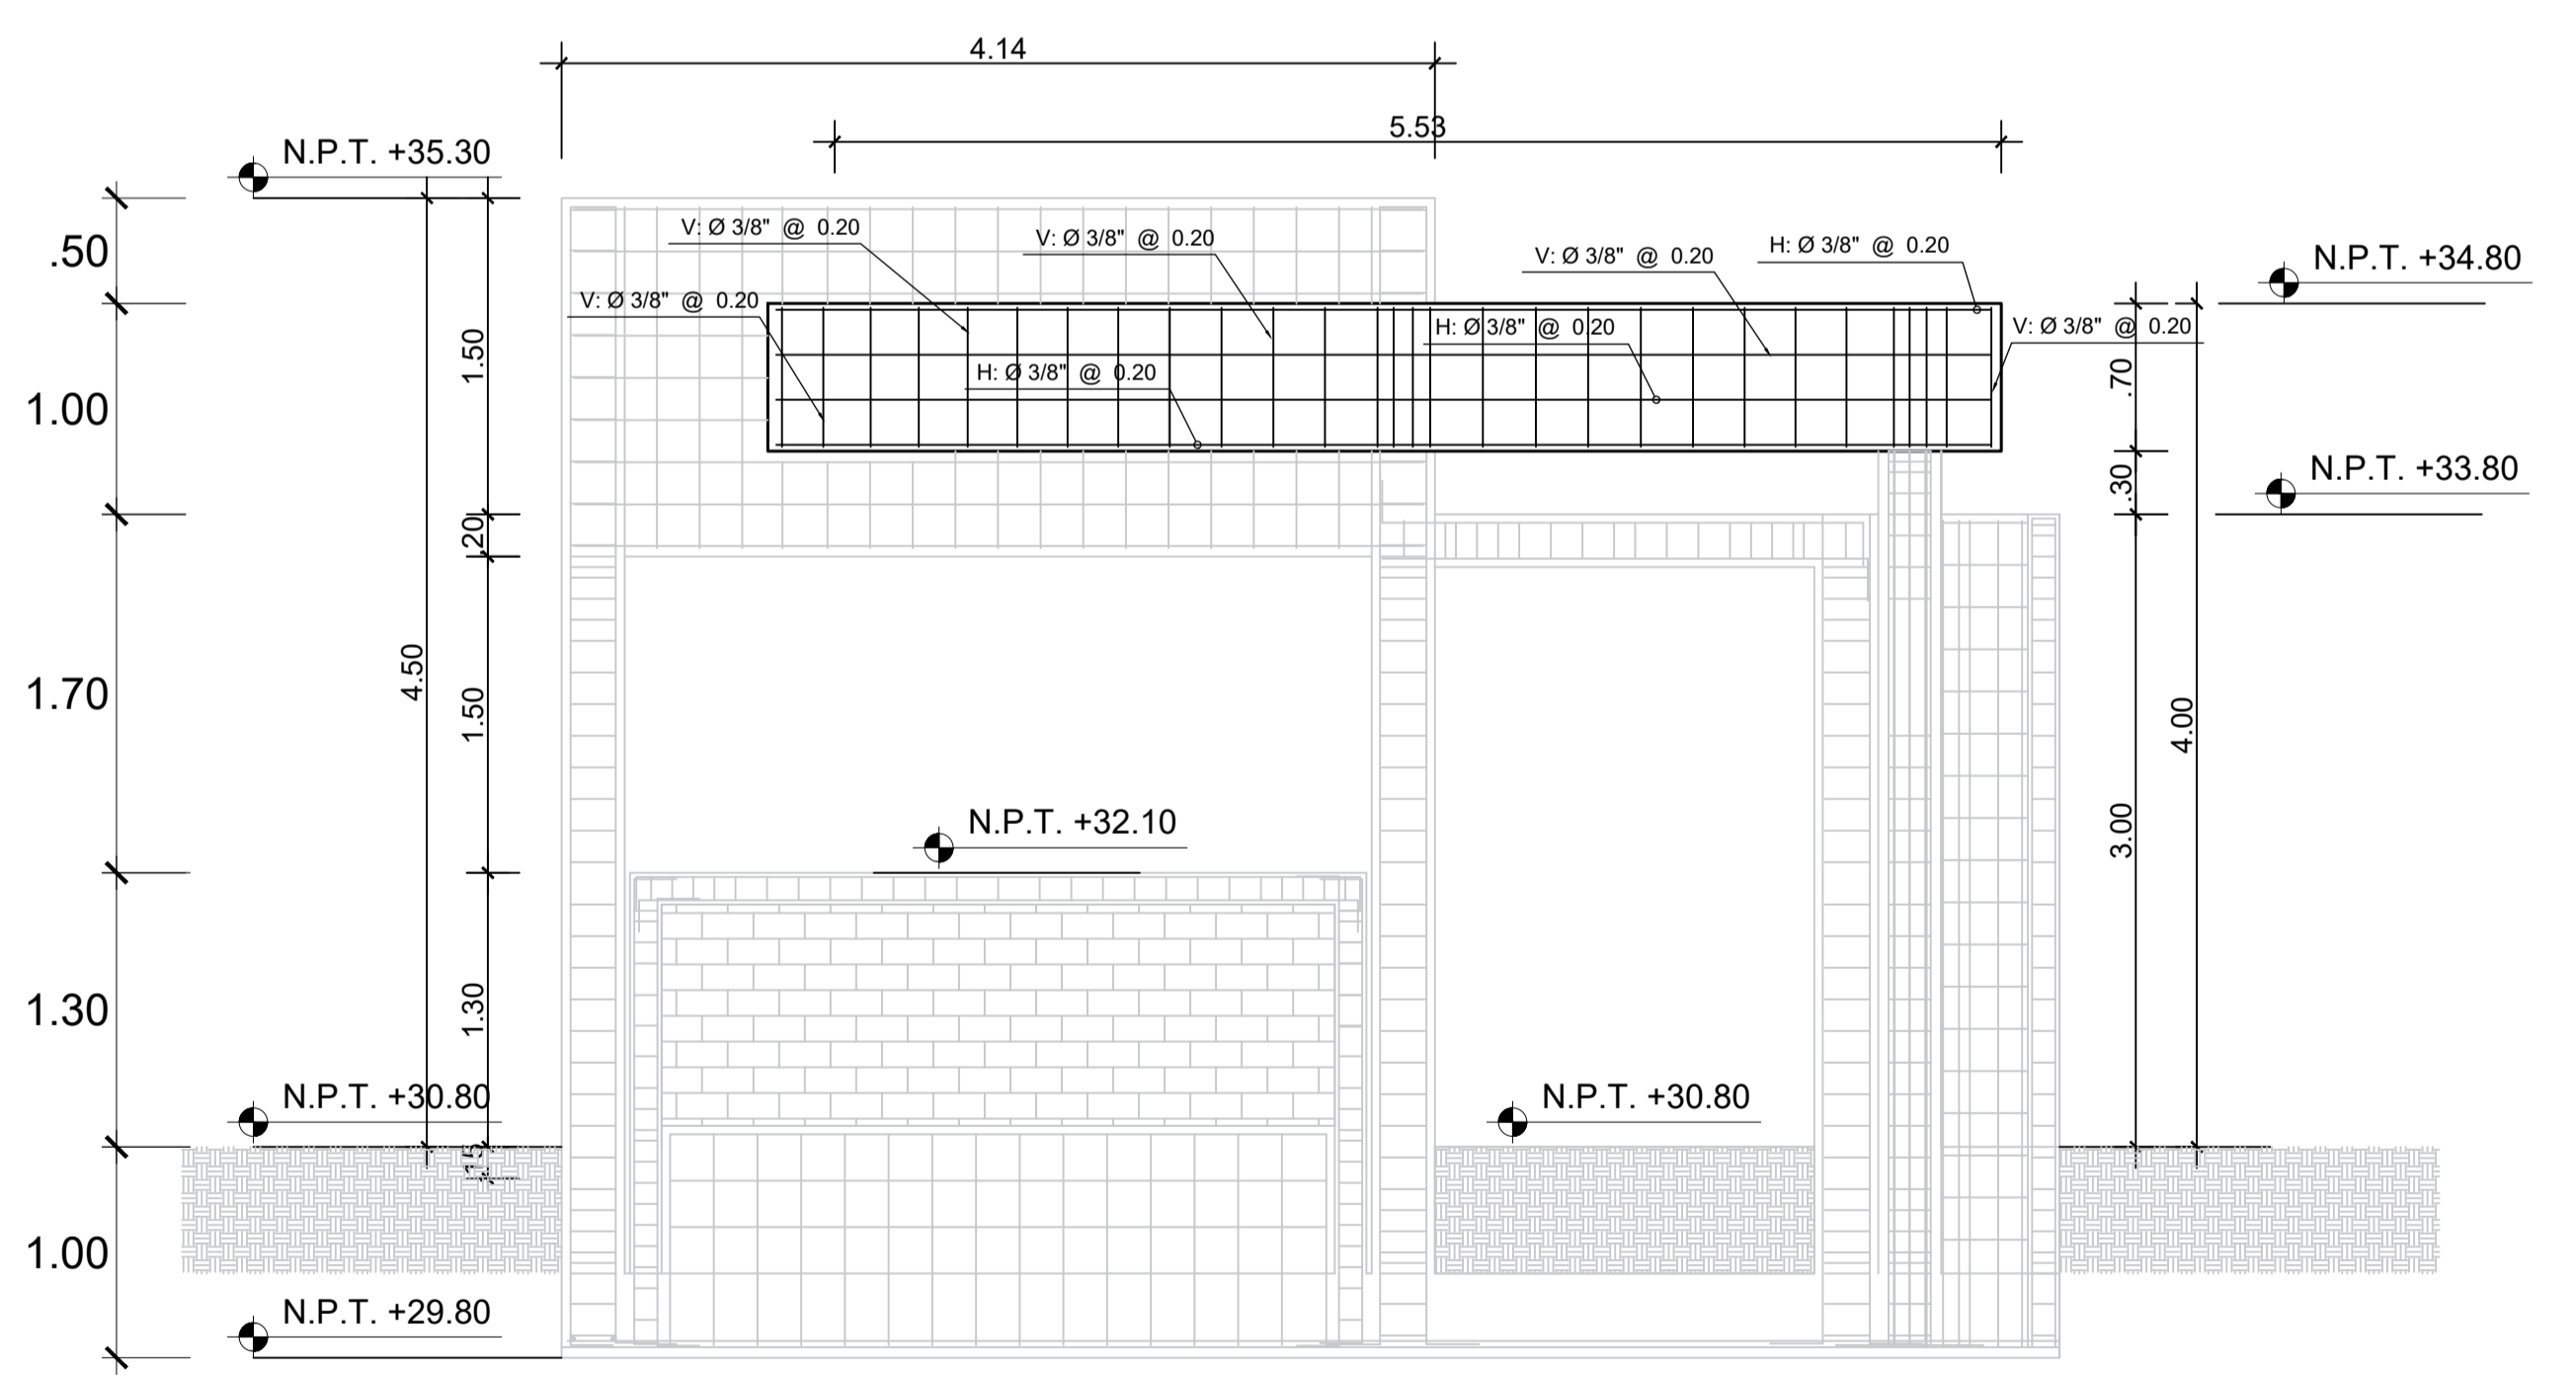 4.14
5.53
N.P.T. +35.30
V: Ø 3/8" @ 0.20
V: Ø 3/8" @ 0.20
V: Ø 3/8" @ 0.20
H: Ø 3/8" @ 0.20
N.P.T. +34.80
.50
V: Ø 3/8" @ 0.20
H: Ø 3/8" @ 0.20
V: Ø 3/8" @ 0.20
1.50
H: Ø 3/8" @ 0.20
.70
1.00
N.P.T. +33.80
.30
.20
4.50
1.70
1.50
4.00
N.P.T. +32.10
3.00
1.30
1.30
N.P.T. +30.80
N.P.T. +30.80
.15
1.00
N.P.T. +29.80